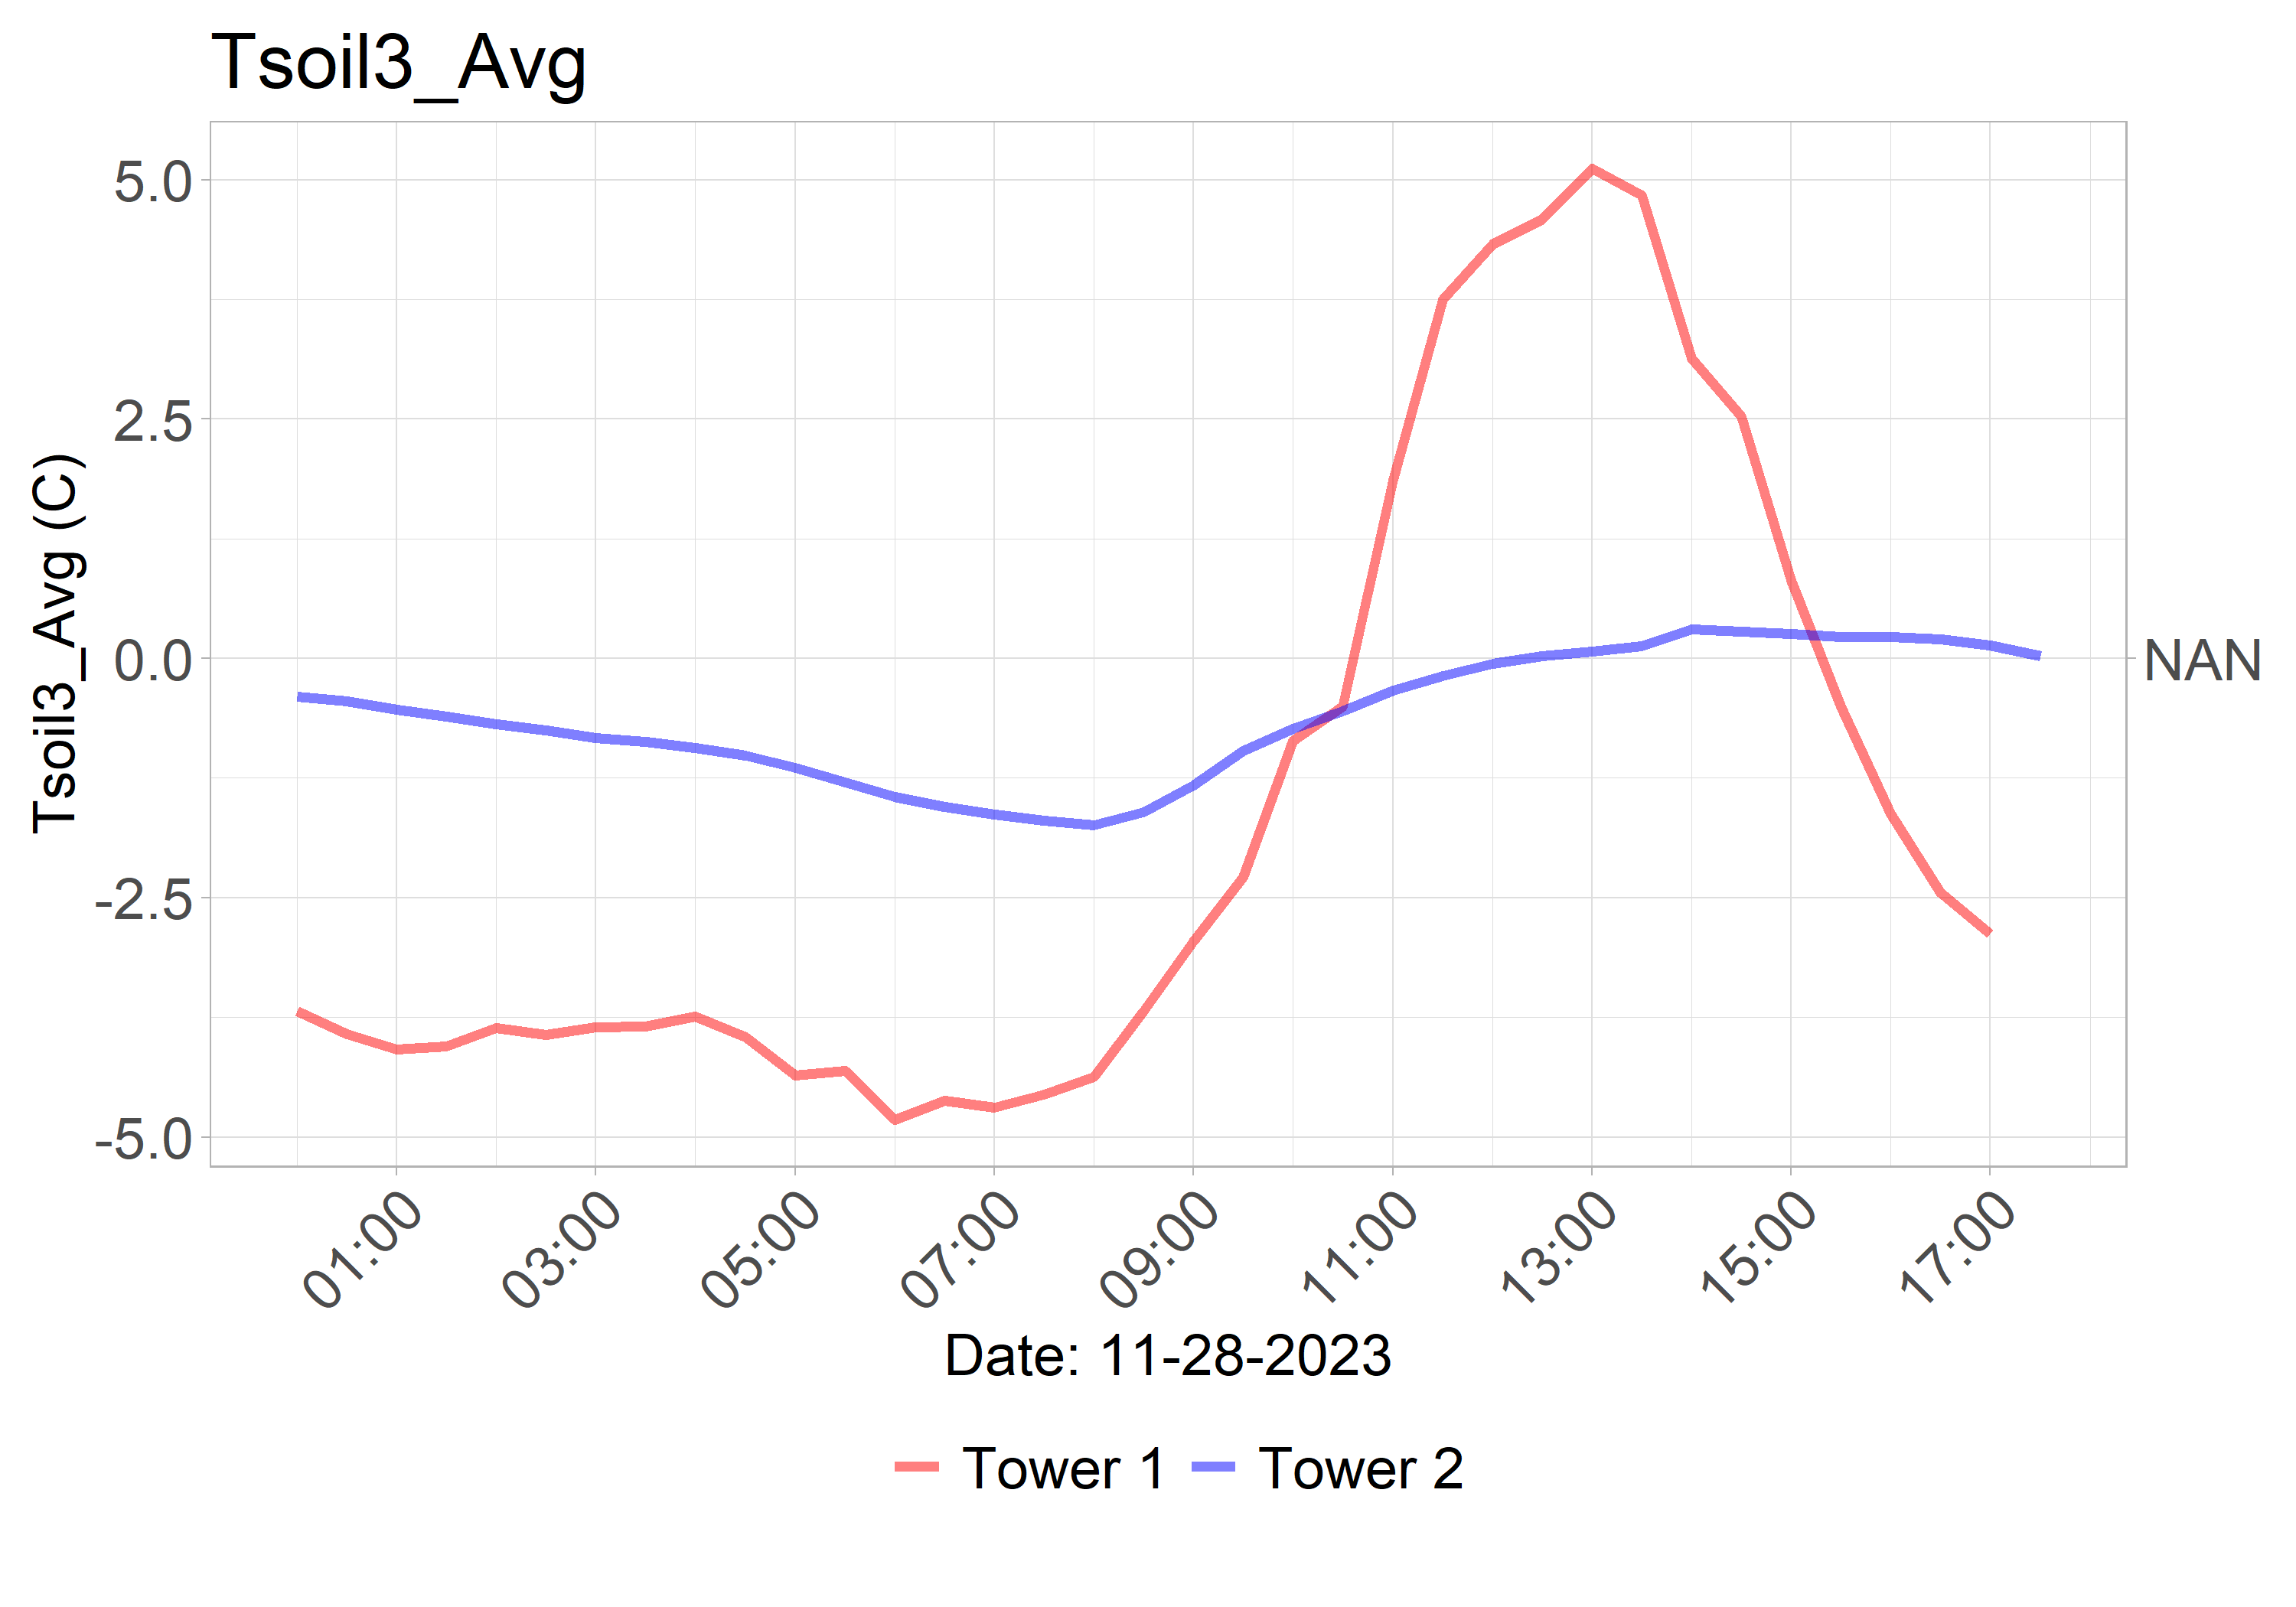 Tsoil3_Avg
Tsoil3_Avg (C)
5.0
2.5
0.0
-2.5
-5.0
NAN
01:00
03:00
05:00
07:00
09:00
11:00
13:00
15:00
17:00
Date: 11-28-2023
Tower 1
Tower 2